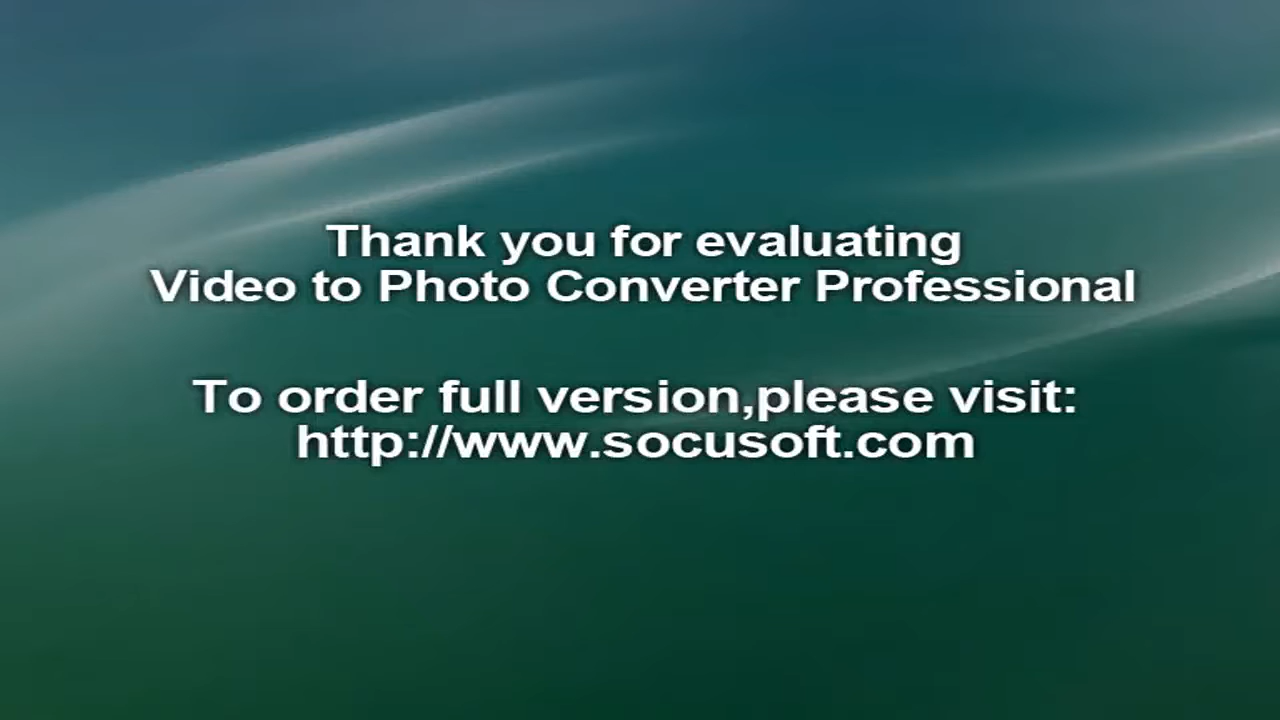 Thank you for evaluating
Video to Photo Converter Professional
To order full version,please visit:
http://www.socusoft.com